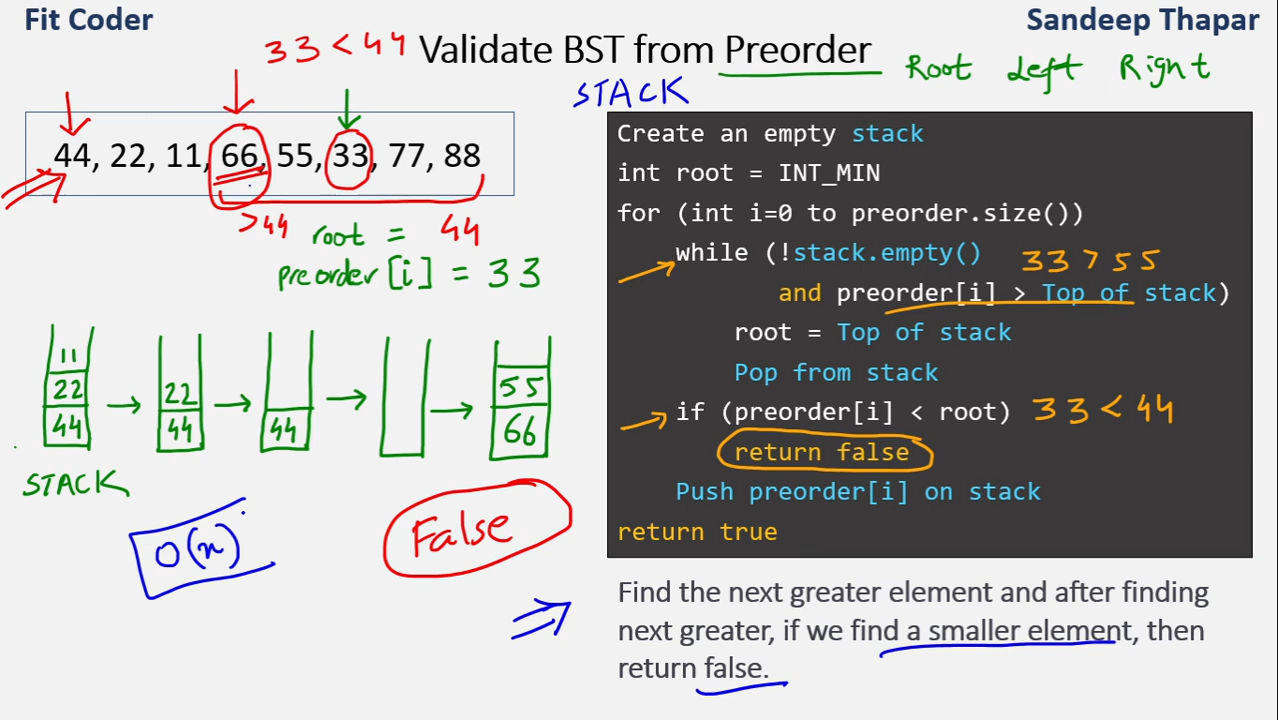 Fit Coder
Sandeep Thapar
33 < 44
Validate BST from Preorder
Root Left Right
STACK
44, 22, 11, 66, 55, 33, 77, 88
>44
root = 44
preorder[i] = 33
11
22
44
22
44
44
55
66
STACK
O(n)
False
Create an empty stack
int root = INT_MIN
for (int i=0 to preorder.size())
while (!stack.empty()
33 > 55
and preorder[i] > Top of stack)
root = Top of stack
Pop from stack
if (preorder[i] < root) 33 < 44
return false
Push preorder[i] on stack
return true
Find the next greater element and after finding
next greater, if we find a smaller element, then
return false.